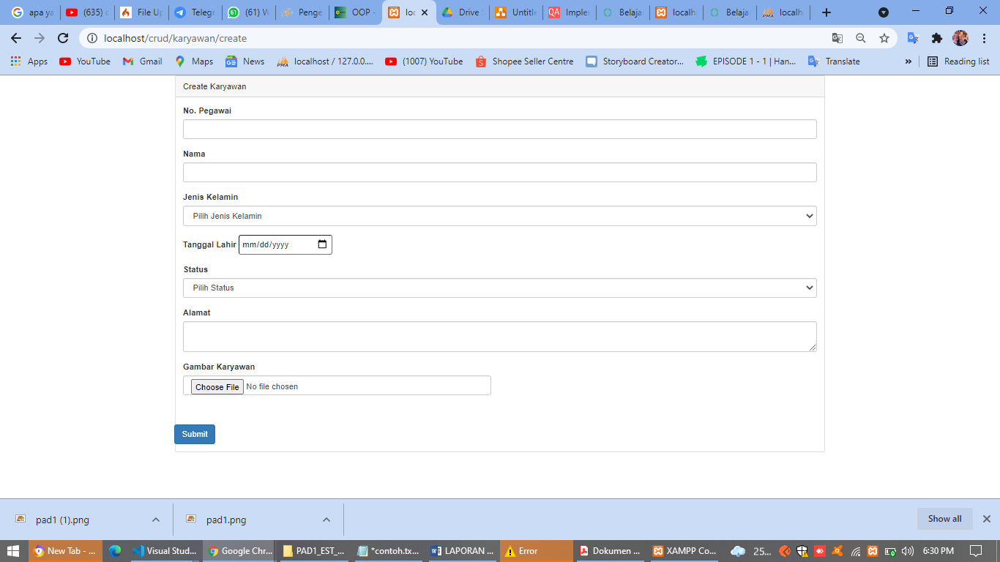 apa ya
(635) c
File Up
Telegr
(61) W
Penge
OOP -
loc
Drive S
Untitle
QA Implem
Belaja
localh
Belaja
localh
localhost/crud/karyawan/create
Apps YouTube Gmail Maps GE News PMA localhost / 127.0.0.... (1007) YouTube Shopee Seller Centre Storyboard Creator... EPISODE 1 - 1 | Han... Translate » Reading list
Create Karyawan
No. Pegawai
Nama
Jenis Kelamin
Pilih Jenis Kelamin
Tanggal Lahir mm/dd/yyyy
Status
Pilih Status
Alamat
Gambar Karyawan
Choose File No file chosen
Submit
pad1 (1).png
pad1.png
Show all
New Tab - ... Visual Stud... Google Chr... PAD1_EST_... *contoh.tx... LAPORAN ... Error Dokumen ... XAMPP Co... 25... 6:30 PM